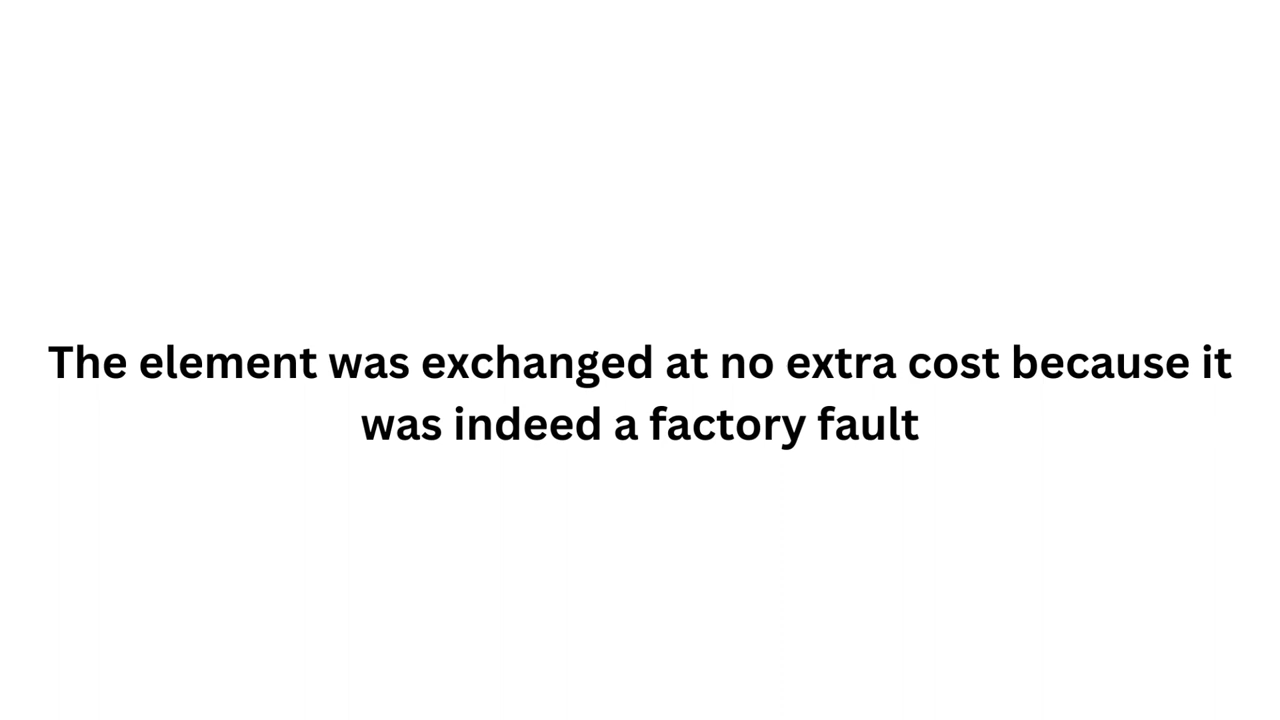 The element was exchanged at no extra cost because it
was indeed a factory fault